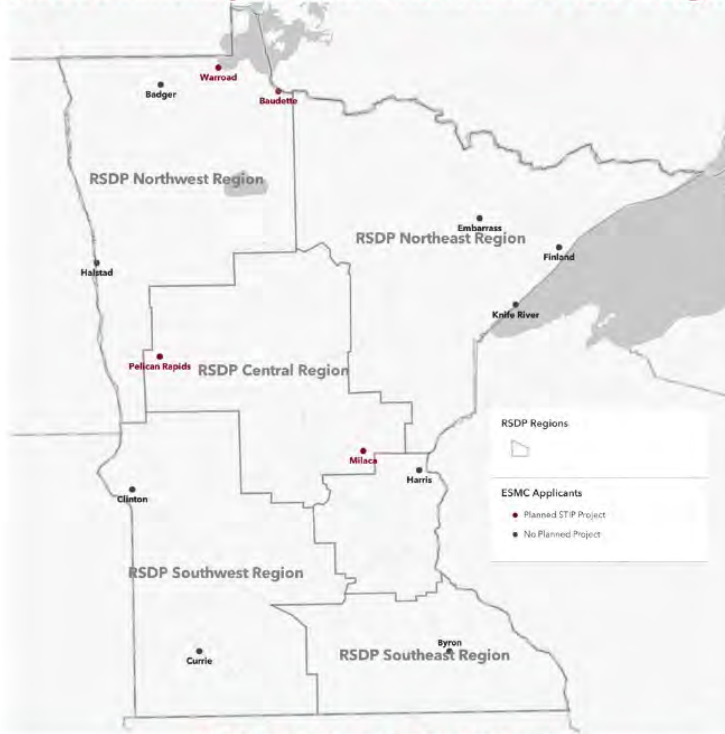 Warroad
Badger
Baudette
RSDP Northwest Region
Embarrass
RSDP Northeast Region
Finland
Halstad
Knife River
Pelican Rapids
RSDP Central Region
RSDP Regions
Milaca
Harris
Clinton
ESMC Applicants
Planned STIP Project
No Planned Project
RSDP Southwest Region
Byron
RSDP Southeast Region
Currie